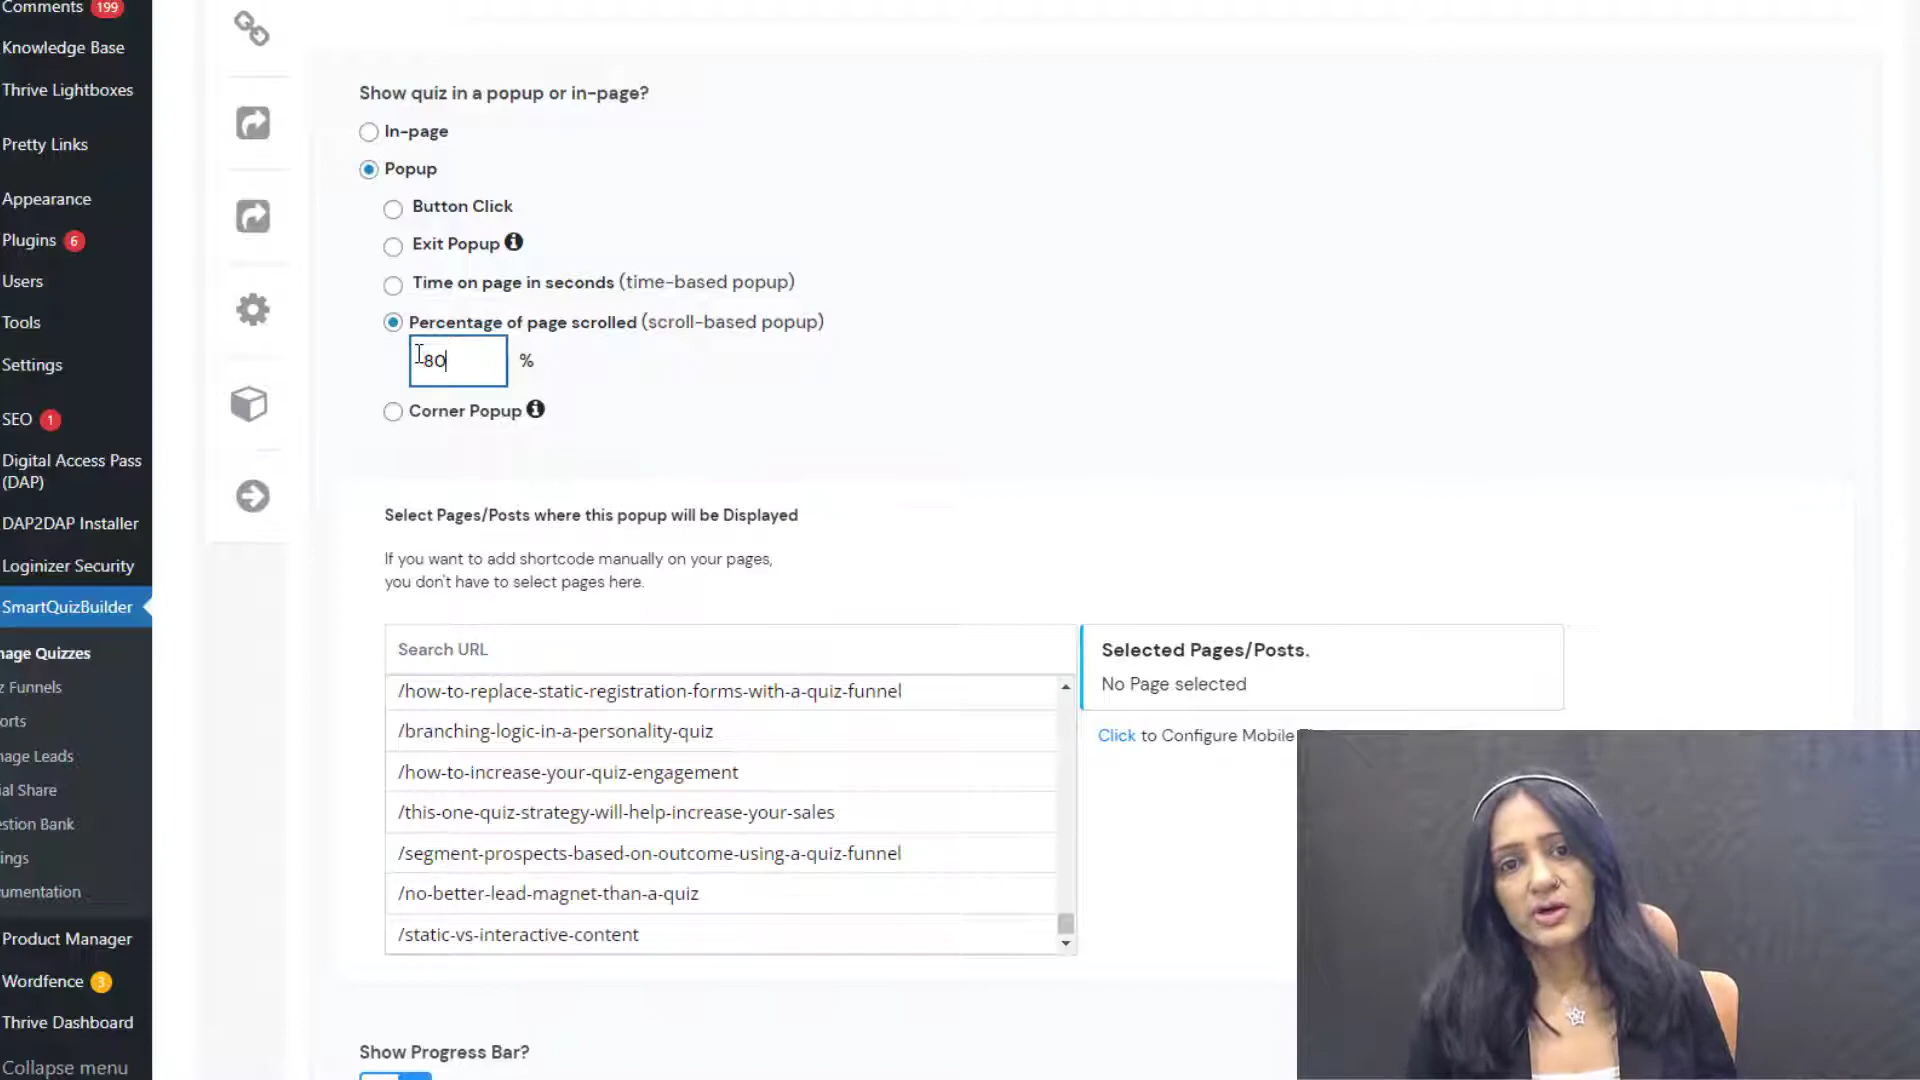 Comments 199
Knowledge Base
Thrive Lightboxes
Pretty Links
Appearance
Plugins 6
Users
Tools
Settings
SEO 1
Digital Access Pass
(DAP)
DAP2DAP Installer
Loginizer Security
SmartQuizBuilder
nage Quizzes
z Funnels
orts
nage Leads
ial Share
estion Bank
ings
umentation
Product Manager
Wordfence 3
Thrive Dashboard
Collapse menu
Show quiz in a popup or in-page?
In-page
Popup
Button Click
Exit Popup
Time on page in seconds (time-based popup)
Percentage of page scrolled (scroll-based popup)
80 %
Corner Popup
Select Pages/Posts where this popup will be Displayed
If you want to add shortcode manually on your pages,
you don't have to select pages here.
Search URL
/how-to-replace-static-registration-forms-with-a-quiz-funnel
/branching-logic-in-a-personality-quiz
/how-to-increase-your-quiz-engagement
/this-one-quiz-strategy-will-help-increase-your-sales
/segment-prospects-based-on-outcome-using-a-quiz-funnel
/no-better-lead-magnet-than-a-quiz
/static-vs-interactive-content
Selected Pages/Posts.
No Page selected
Click to Configure Mobile
Show Progress Bar?